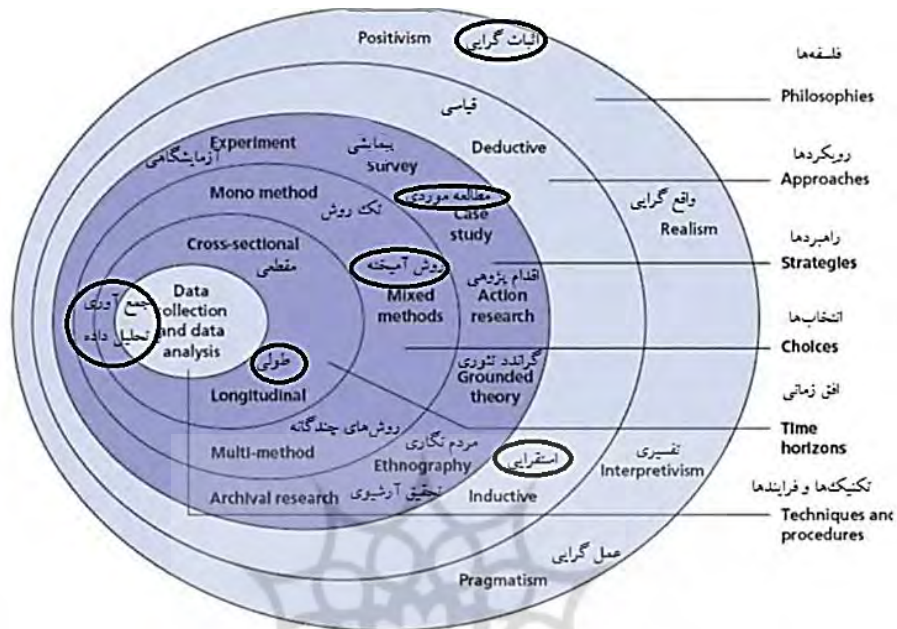 Positivism
اثبات گرایی
فلسفه‌ها
Philosophies
قیاسی
Deductive
رویکردها
Approaches
Experiment
آزمایشگاهی
پیمایشی
Survey
واقع گرایی
Realism
Mono method
تک روش
مطالعه موردی
Case
study
راهبردها
Strategies
Cross-sectional
مقطعی
روش آمیخته
Mixed
methods
اقدام پژوهی
Action
research
انتخاب‌ها
Choices
جمع آوری
تحلیل داده
Data
collection
and data
analysis
طولی
Longitudinal
گراندد تئوری
Grounded
theory
افق زمانی
Time
horizons
روش‌های چندگانه
Multi-method
مردم نگاری
Ethnography
استقرایی
Inductive
تفسیری
Interpretivism
Archival research
تحقیق آرشیوی
تکنیک‌ها و فرایندها
Techniques and
procedures
عمل گرایی
Pragmatism